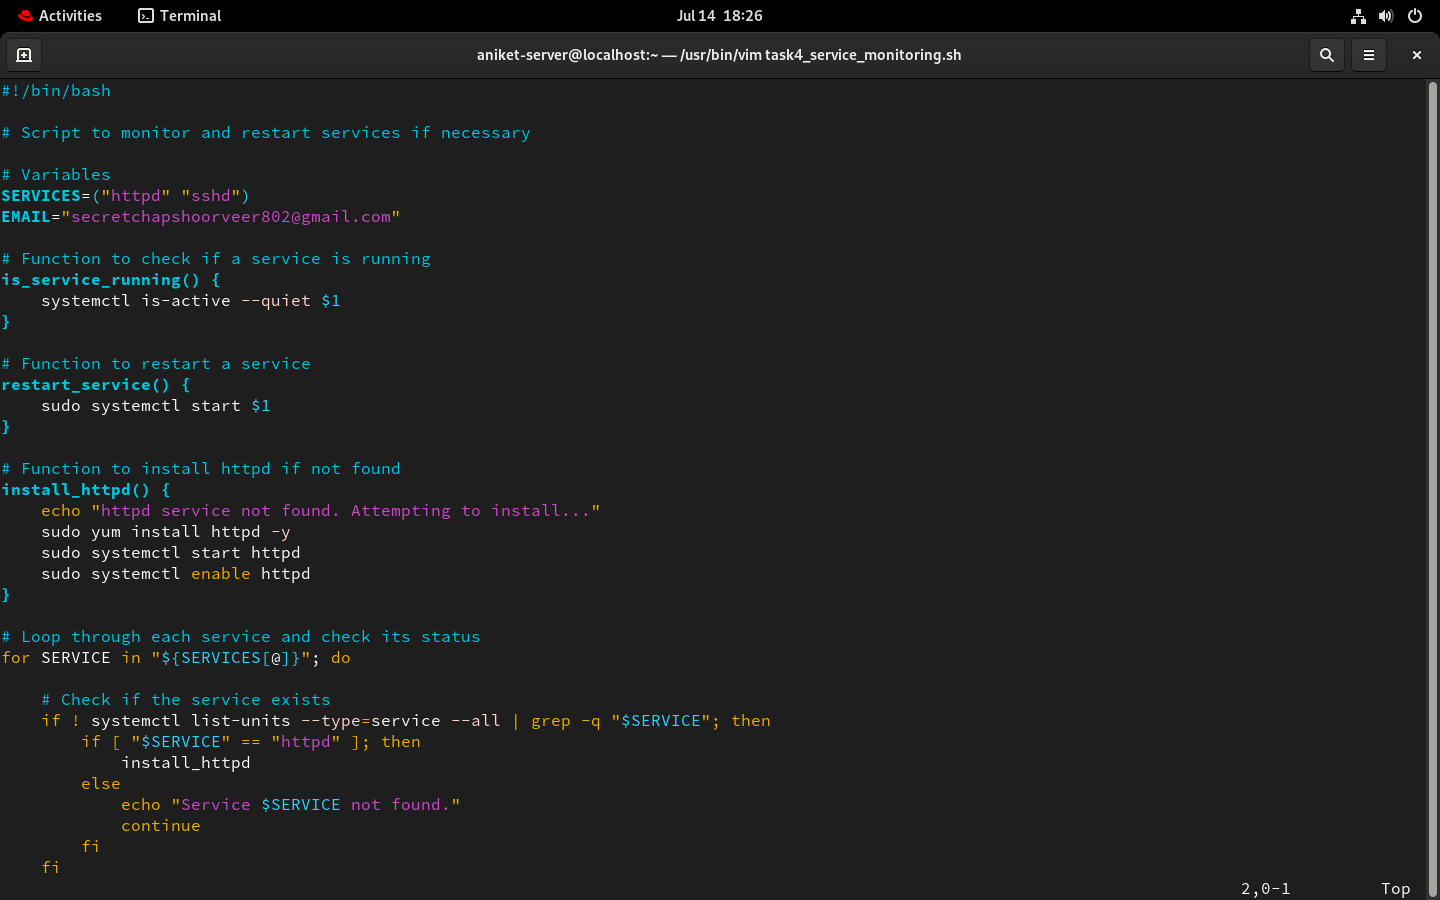 Activities Terminal Jul 14 18:26
aniket-server@localhost:~ — /usr/bin/vim task4_service_monitoring.sh
#!/bin/bash

# Script to monitor and restart services if necessary

# Variables
SERVICES=("httpd" "sshd")
EMAIL="secretchapshoorveer802@gmail.com"

# Function to check if a service is running
is_service_running() {
    systemctl is-active --quiet $1
}

# Function to restart a service
restart_service() {
    sudo systemctl start $1
}

# Function to install httpd if not found
install_httpd() {
    echo "httpd service not found. Attempting to install..."
    sudo yum install httpd -y
    sudo systemctl start httpd
    sudo systemctl enable httpd
}

# Loop through each service and check its status
for SERVICE in "${SERVICES[@]}"; do

    # Check if the service exists
    if ! systemctl list-units --type=service --all | grep -q "$SERVICE"; then
        if [ "$SERVICE" == "httpd" ]; then
            install_httpd
        else
            echo "Service $SERVICE not found."
            continue
        fi
    fi
2,0-1 Top